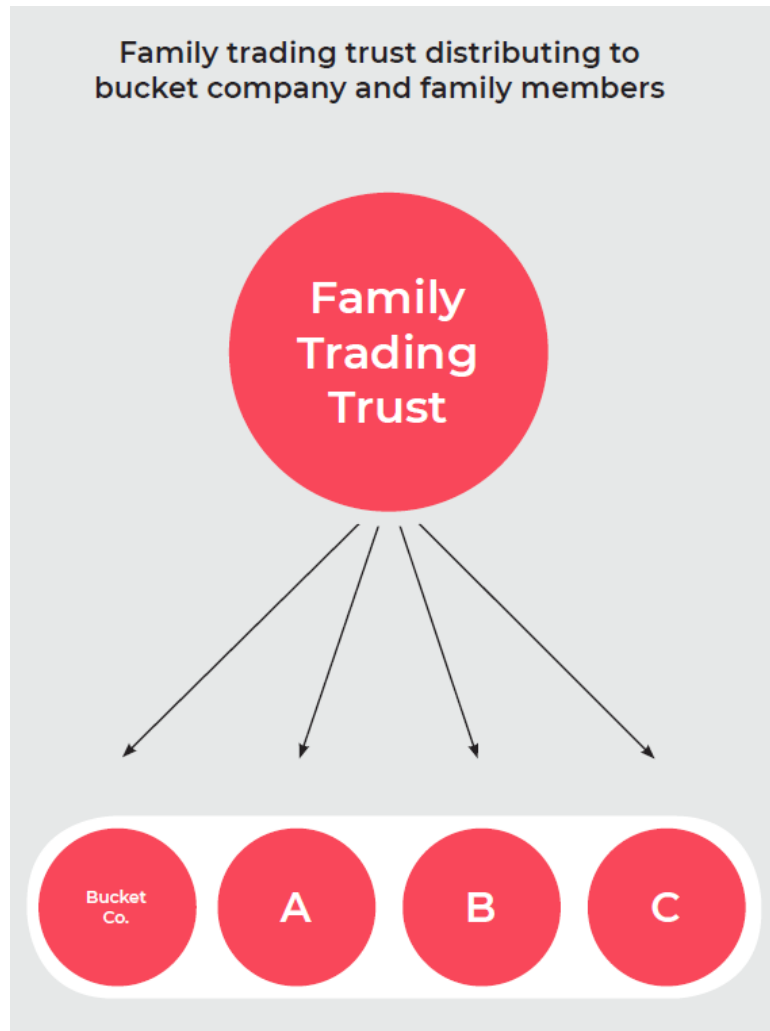 Family trading trust distributing to
bucket company and family members
Family
Trading
Trust
Bucket
Co.
A
B
C